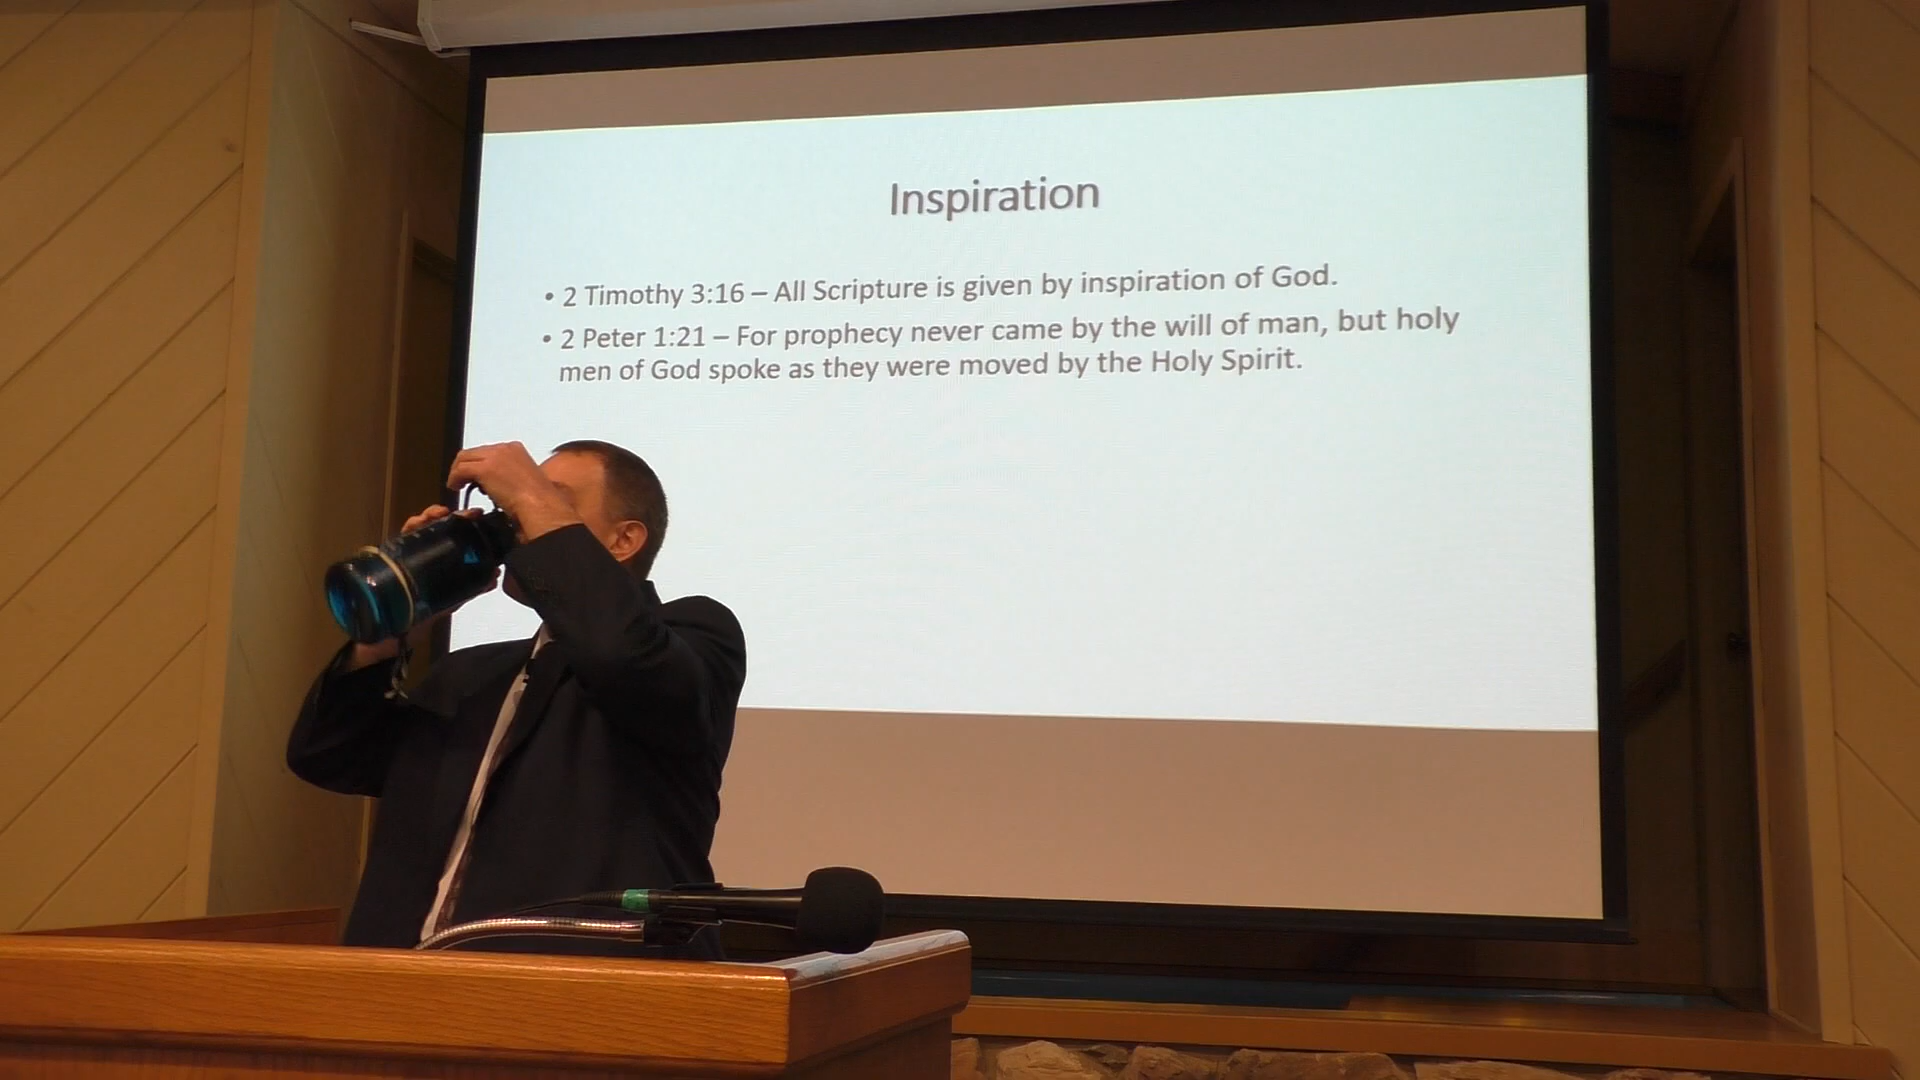 Inspiration
• 2 Timothy 3:16 – All Scripture is given by inspiration of God.
• 2 Peter 1:21 – For prophecy never came by the will of man, but holy
men of God spoke as they were moved by the Holy Spirit.